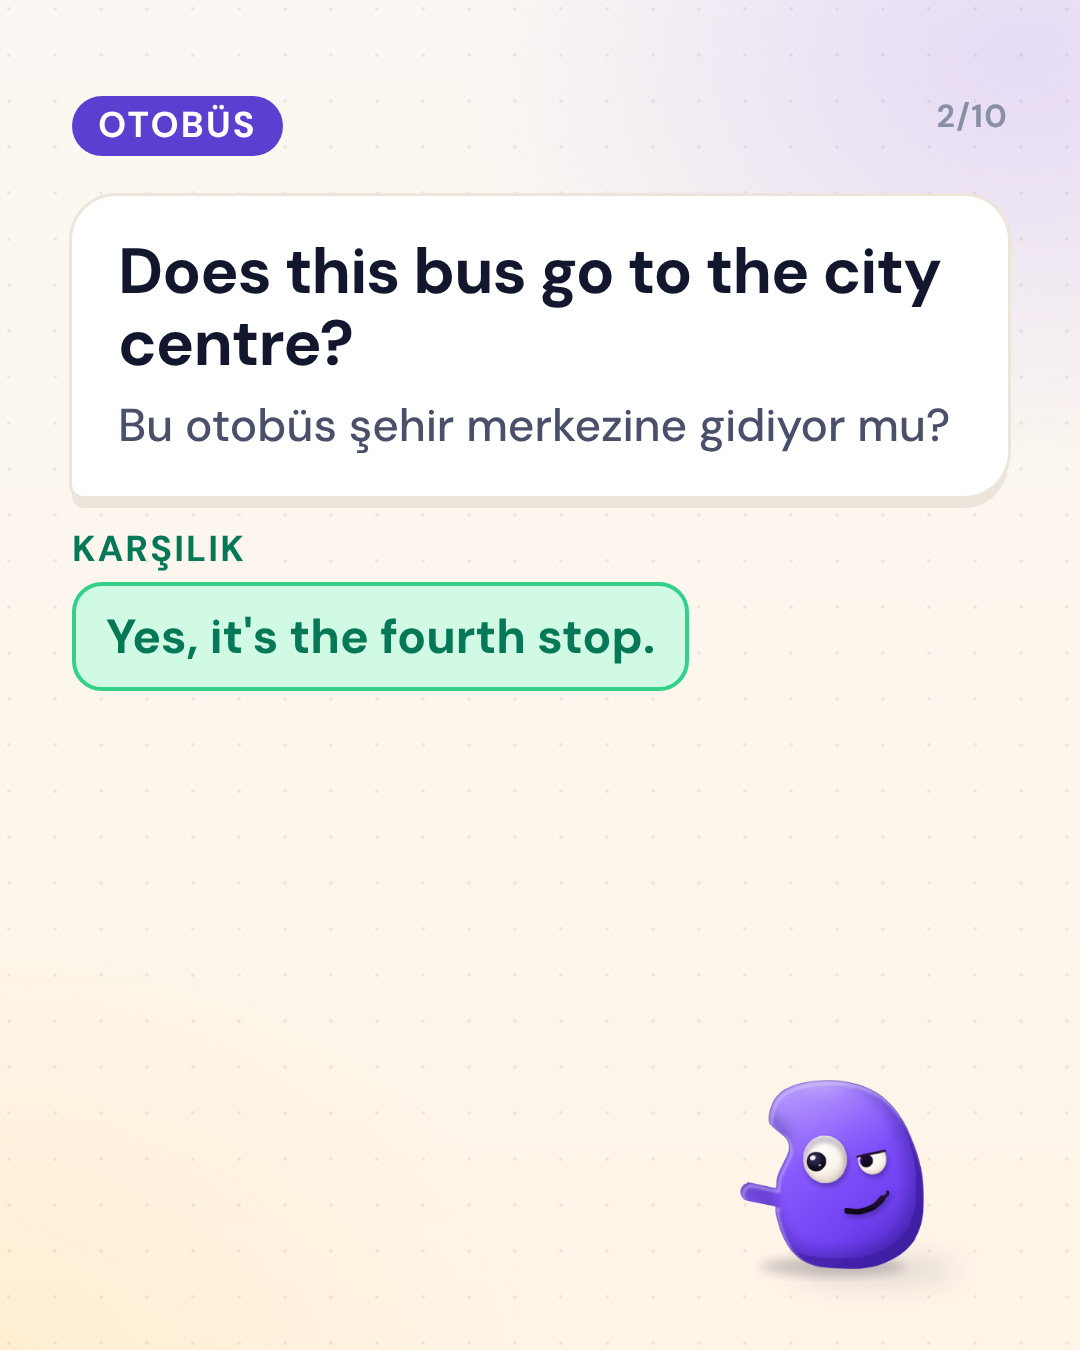 OTOBÜS
2/10
Does this bus go to the city
centre?
Bu otobüs şehir merkezine gidiyor mu?
KARŞILIK
Yes, it's the fourth stop.